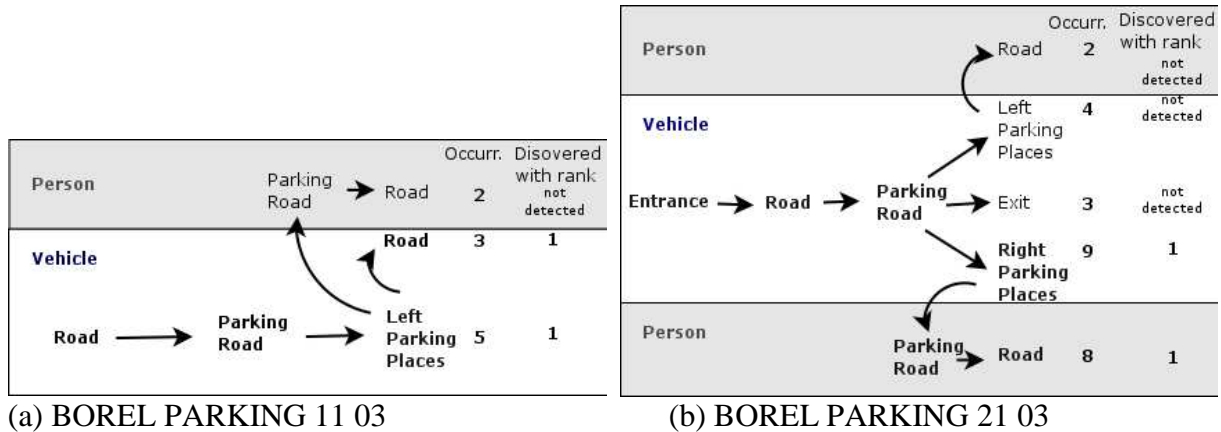 Occurr. Disovered
with rank
Person
Parking
Road
Road
2
not
detected
Road
3
1
Vehicle
Road
Parking
Road
Left
Parking
Places
5
1
(a) BOREL PARKING 11 03
Occurr. Discovered
with rank
Person
Road
2
not
detected
Vehicle
Left
Parking
Places
4
not
detected
Entrance
Road
Parking
Road
Exit
3
not
detected
Right
Parking
Places
9
1
Person
Parking
Road
Road
8
1
(b) BOREL PARKING 21 03